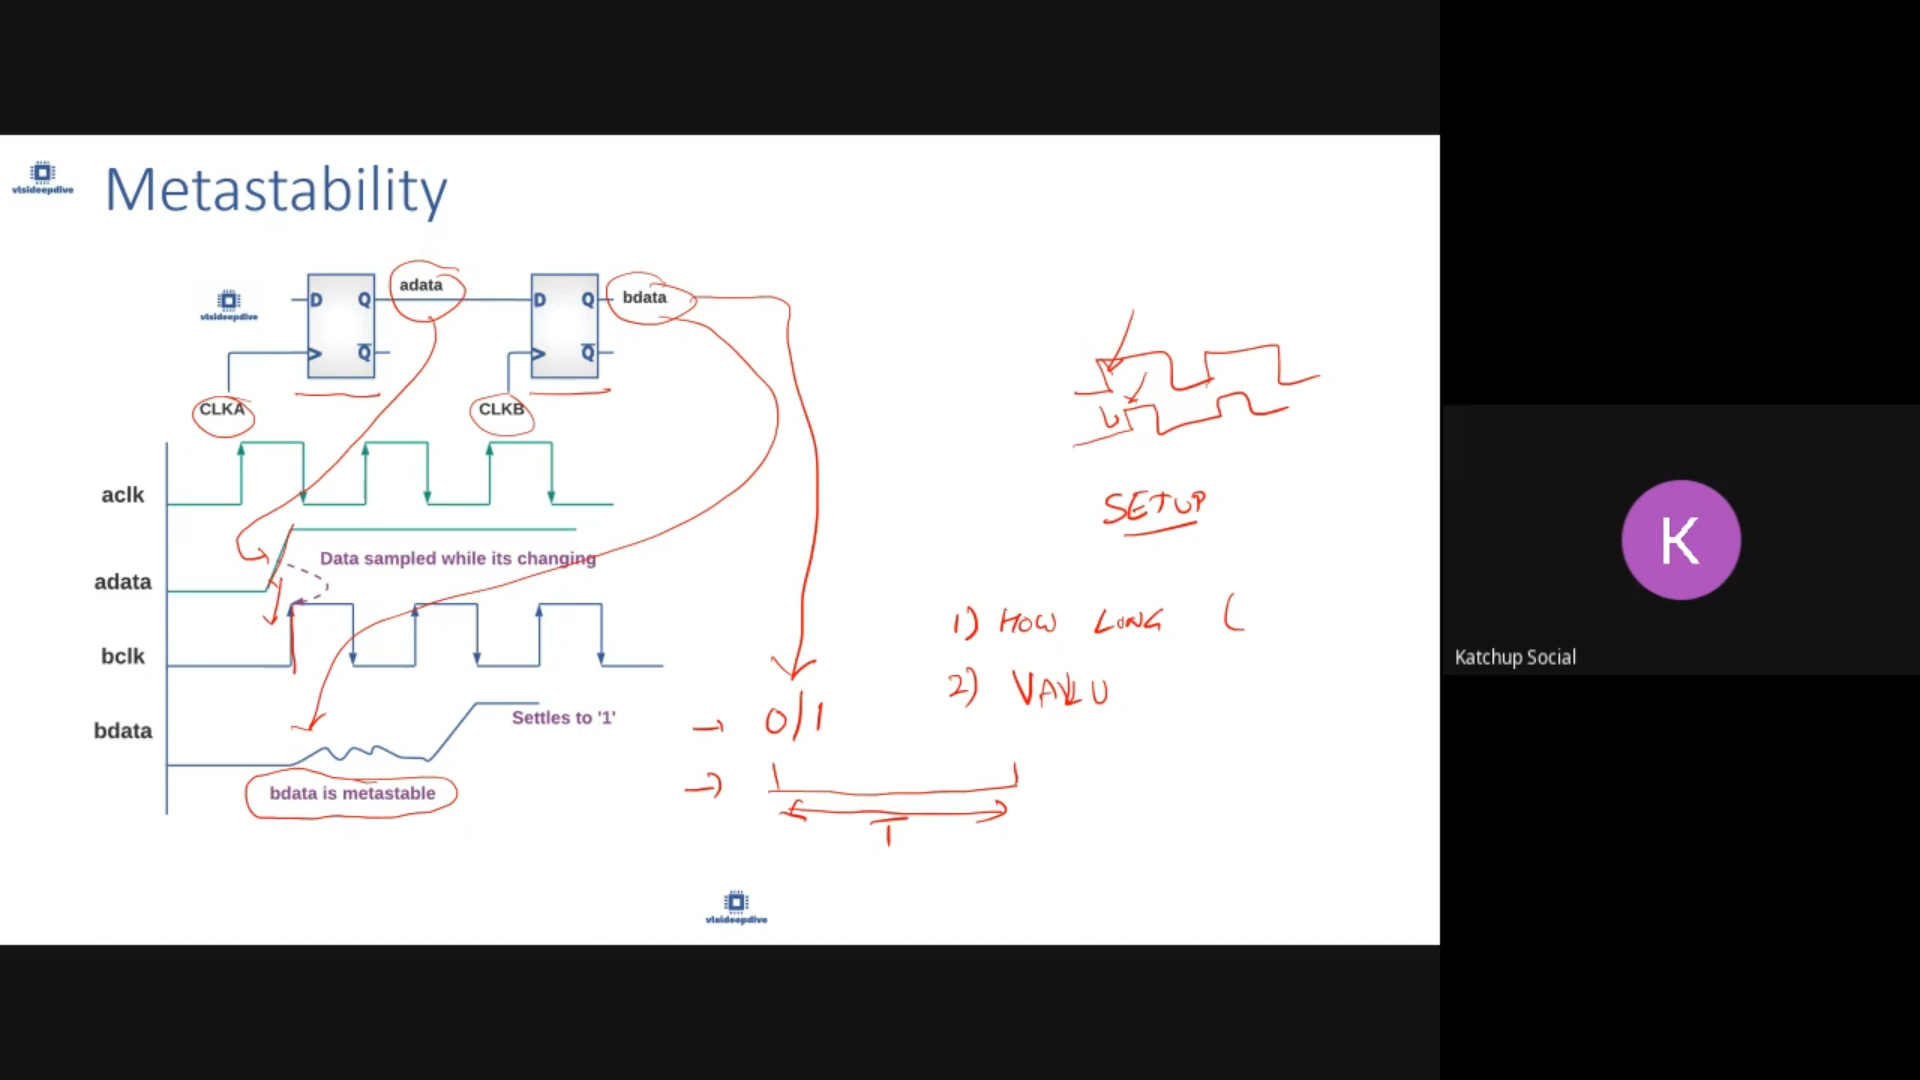 vlsideepdive
Metastability
vlsideepdive
D Q
Q
adata
D Q
Q
bdata
CLKA
CLKB
aclk
adata
Data sampled while its changing
bclk
bdata
Settles to '1'
bdata is metastable
SETUP
1) HOW LONG (
2) VALU
→ 0/1
→
T
vlsideepdive
K
Katchup Social